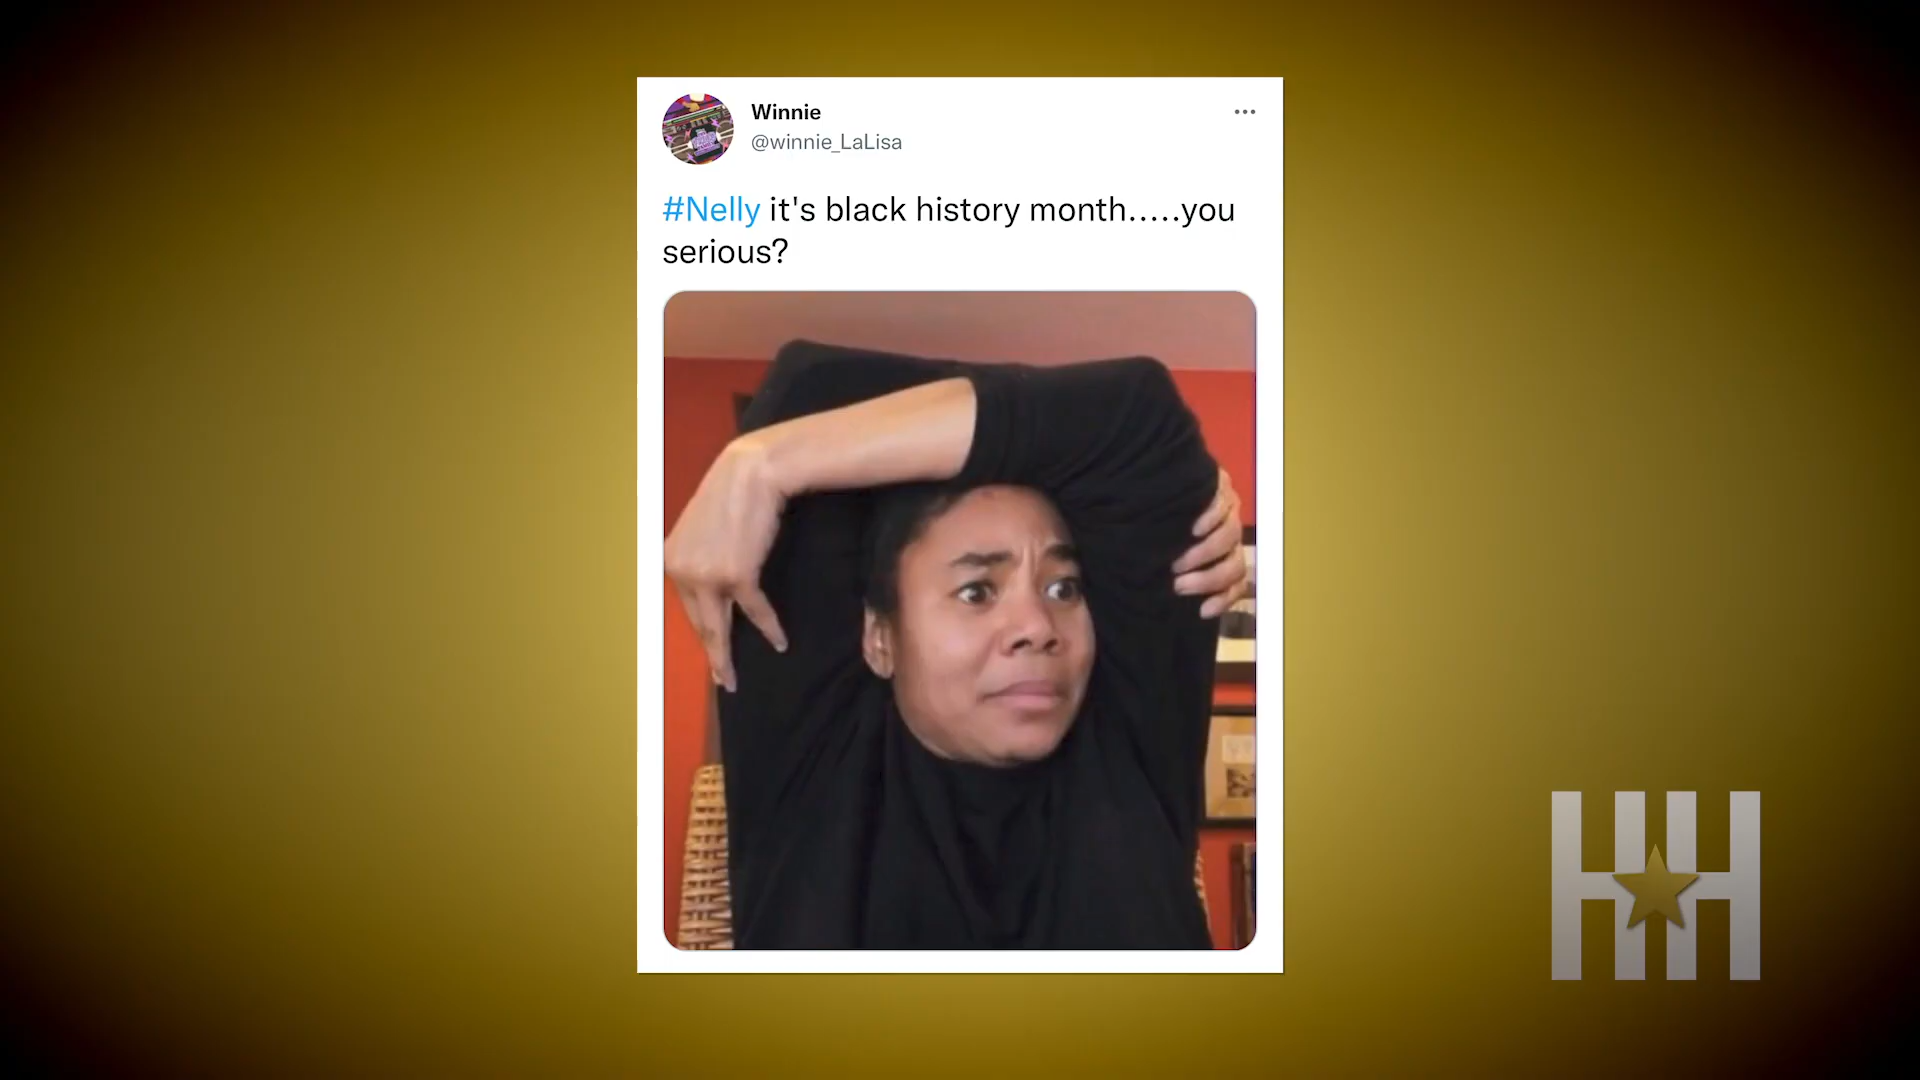 Winnie
@winnie_LaLisa
#Nelly it's black history month.....you
serious?
HH